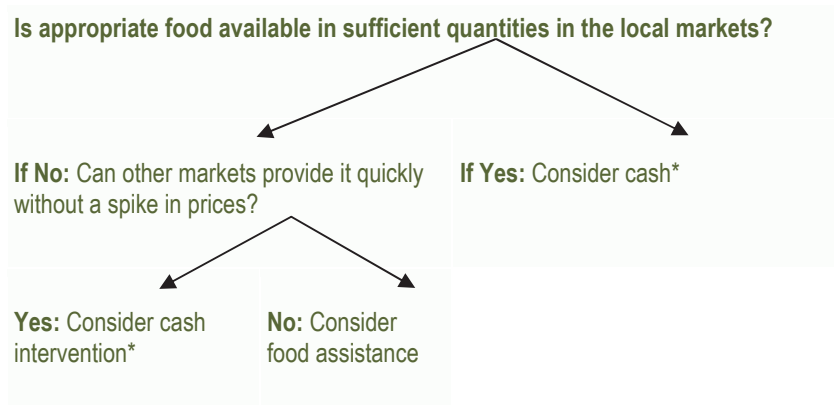 Is appropriate food available in sufficient quantities in the local markets?
If No: Can other markets provide it quickly
without a spike in prices?
If Yes: Consider cash*
Yes: Consider cash
intervention*
No: Consider
food assistance